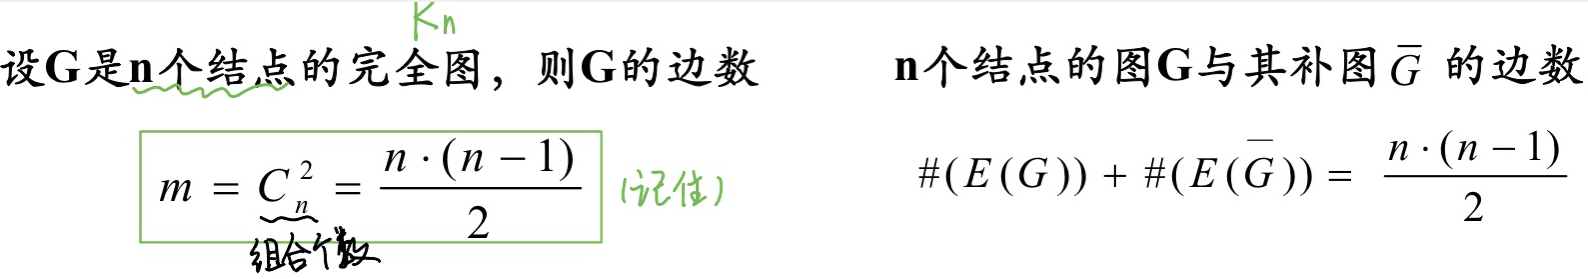 Kn
设G是n个结点的完全图，则G的边数
m = C_n^2 = \frac{n·(n-1)}{2}
(记住)
组合个数
n个结点的图G与其补图 \overline{G} 的边数
#(E(G)) + #(E(\overline{G})) = \frac{n·(n-1)}{2}